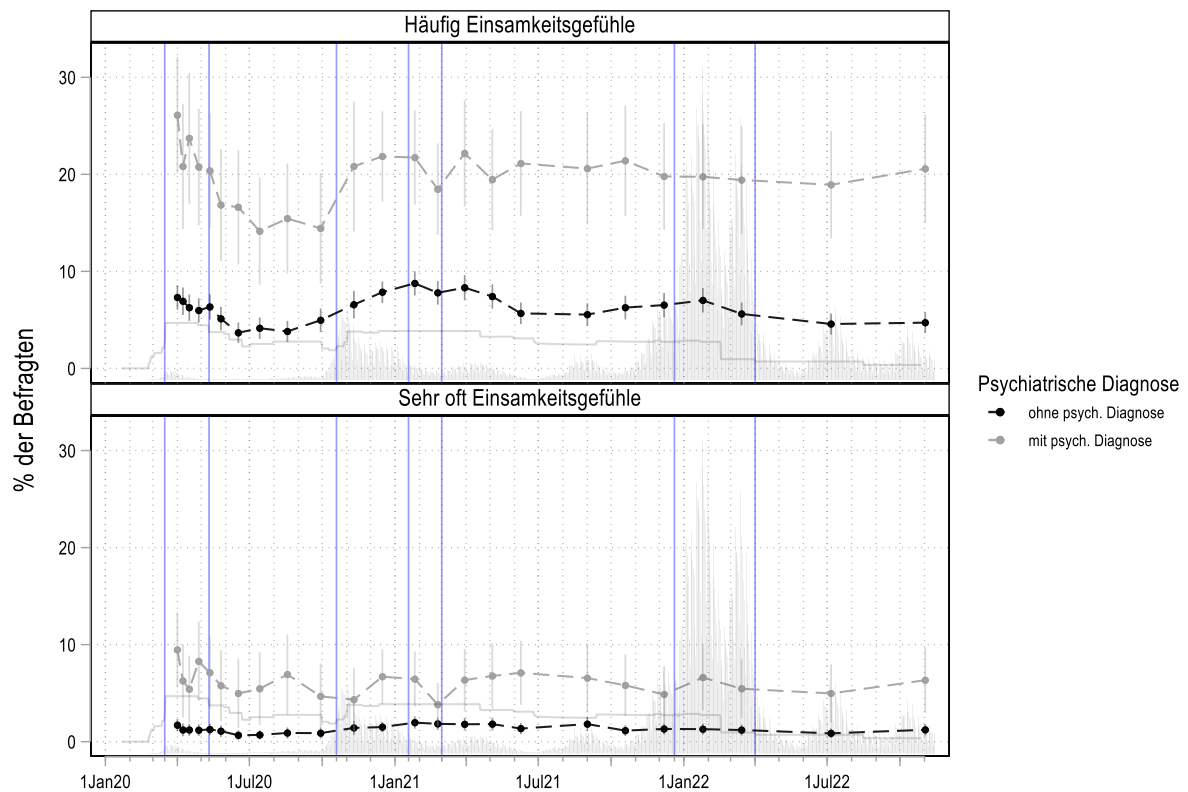 Häufig Einsamkeitsgefühle
30
20
10
0
Sehr oft Einsamkeitsgefühle
30
20
10
0
% der Befragten
1Jan20
1Jul20
1Jan21
1Jul21
1Jan22
1Jul22
Psychiatrische Diagnose
ohne psych. Diagnose
mit psych. Diagnose